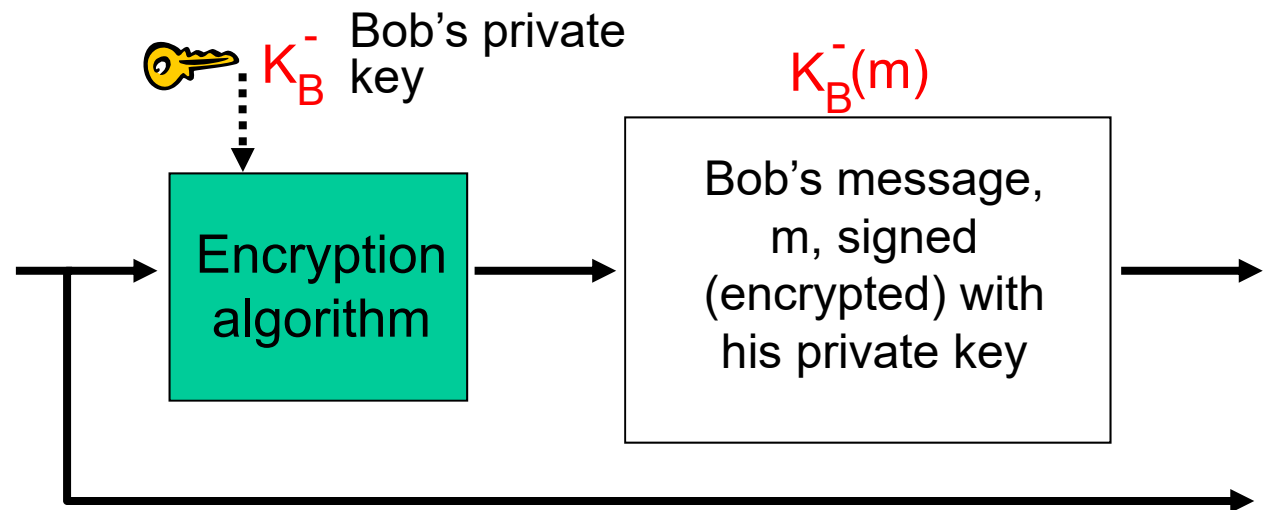 K_B^- Bob’s private
key
K_B^-(m)
Encryption
algorithm
Bob’s message,
m, signed
(encrypted) with
his private key